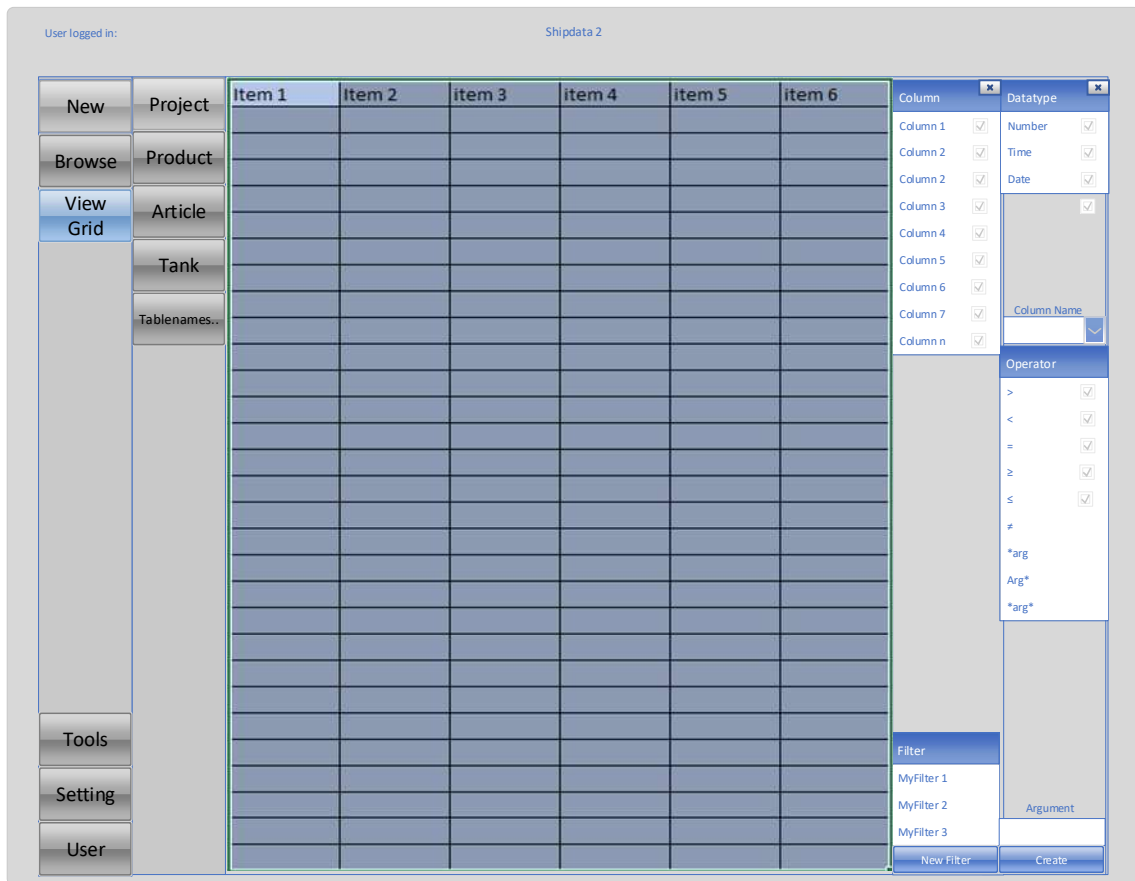 User logged in:
Shipdata 2
New
Browse
View
Grid
Tools
Setting
User
Project
Product
Article
Tank
Tablenames..
Item 1 Item 2 item 3 item 4 item 5 item 6
Column
Column 1
Column 2
Column 2
Column 3
Column 4
Column 5
Column 6
Column 7
Column n
Datatype
Number
Time
Date
Column Name
Operator
>
<
=
≥
≤
≠
*arg
Arg*
*arg*
Filter
MyFilter 1
MyFilter 2
MyFilter 3
New Filter
Argument
Create